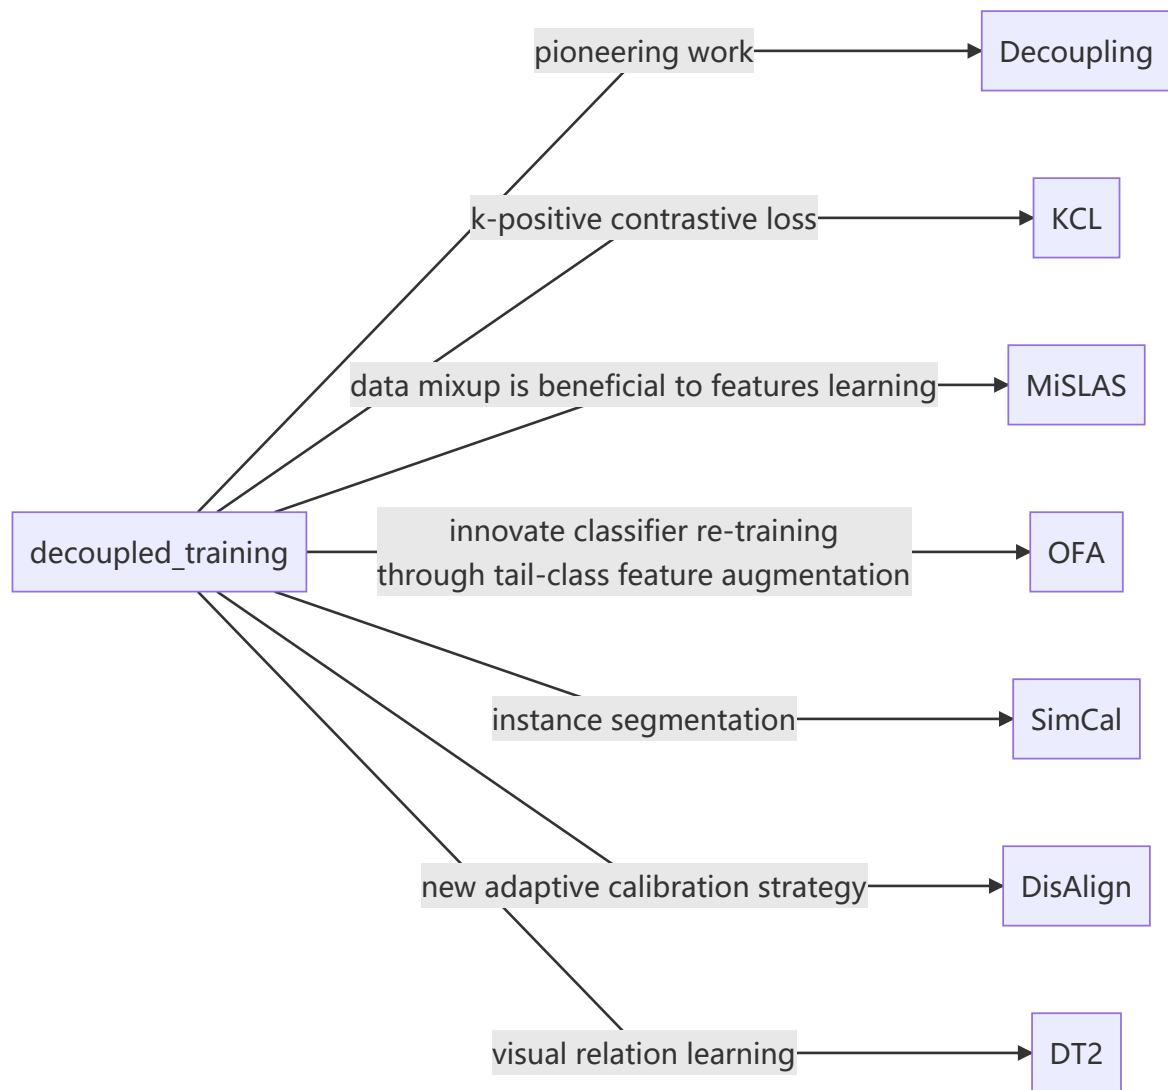 pioneering work
Decoupling
k-positive contrastive loss
KCL
data mixup is beneficial to features learning
MiSLAS
decoupled_training
innovate classifier re-training
through tail-class feature augmentation
OFA
instance segmentation
SimCal
new adaptive calibration strategy
DisAlign
visual relation learning
DT2